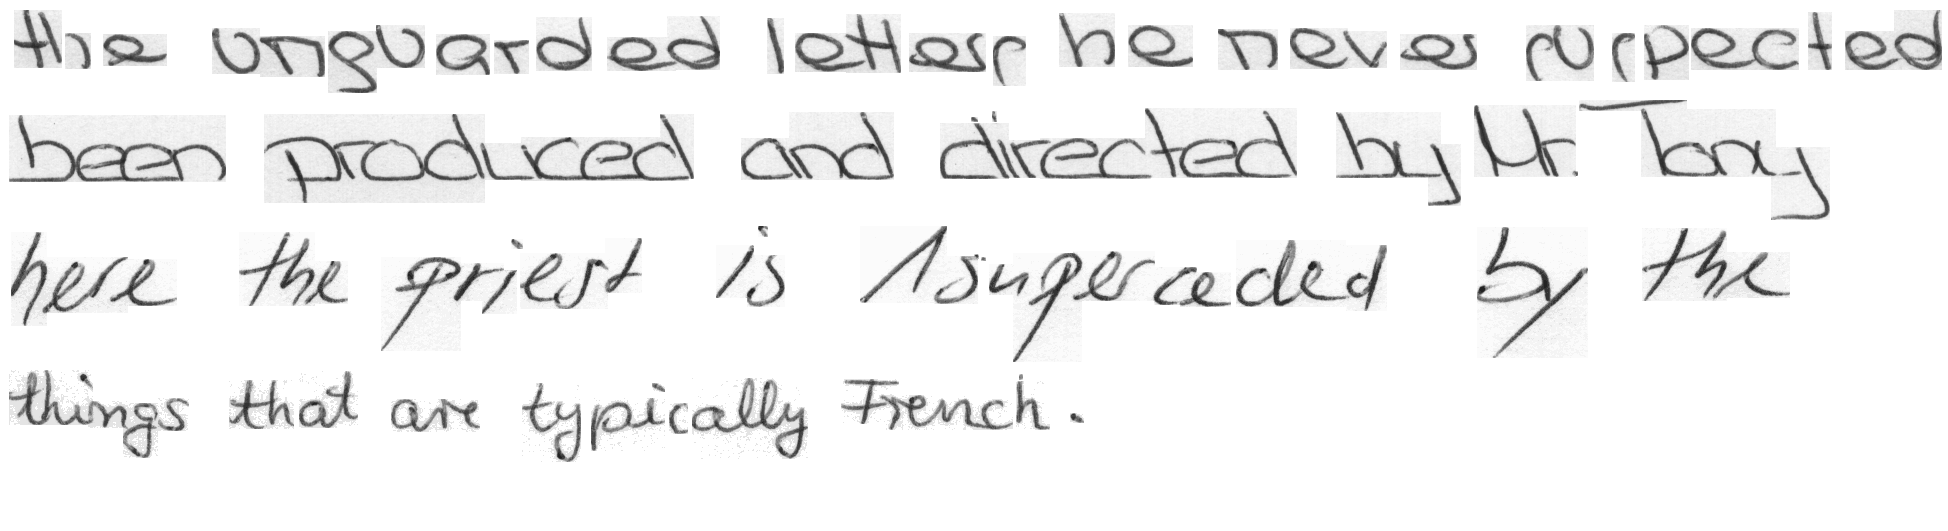 the unguarded letters he never suspected
been produced and directed by Mr. Tony
here the priest is 1superceded by the
things that are typically French.